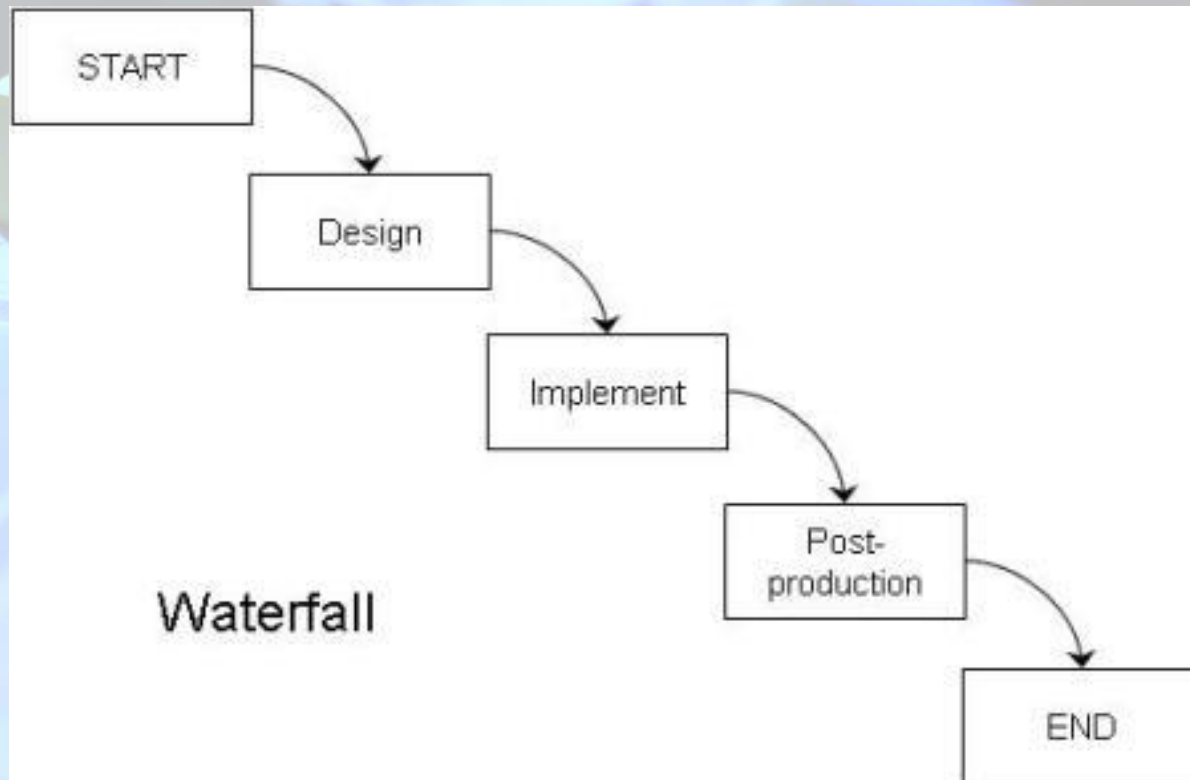 START
Design
Implement
Post-
production
Waterfall
END